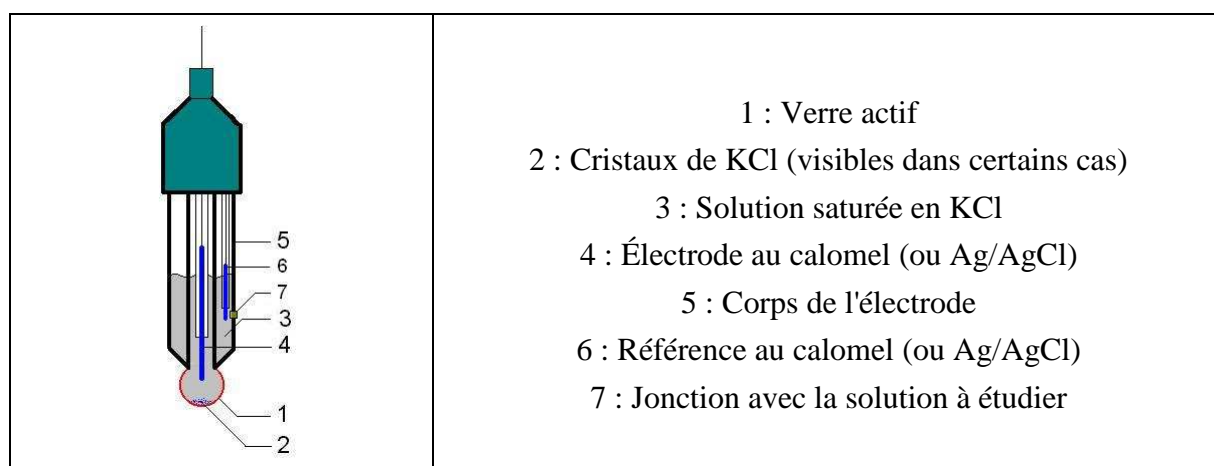 5
6
7
3
4
1
2
1 : Verre actif
2 : Cristaux de KCl (visibles dans certains cas)
3 : Solution saturée en KCl
4 : Électrode au calomel (ou Ag/AgCl)
5 : Corps de l'électrode
6 : Référence au calomel (ou Ag/AgCl)
7 : Jonction avec la solution à étudier